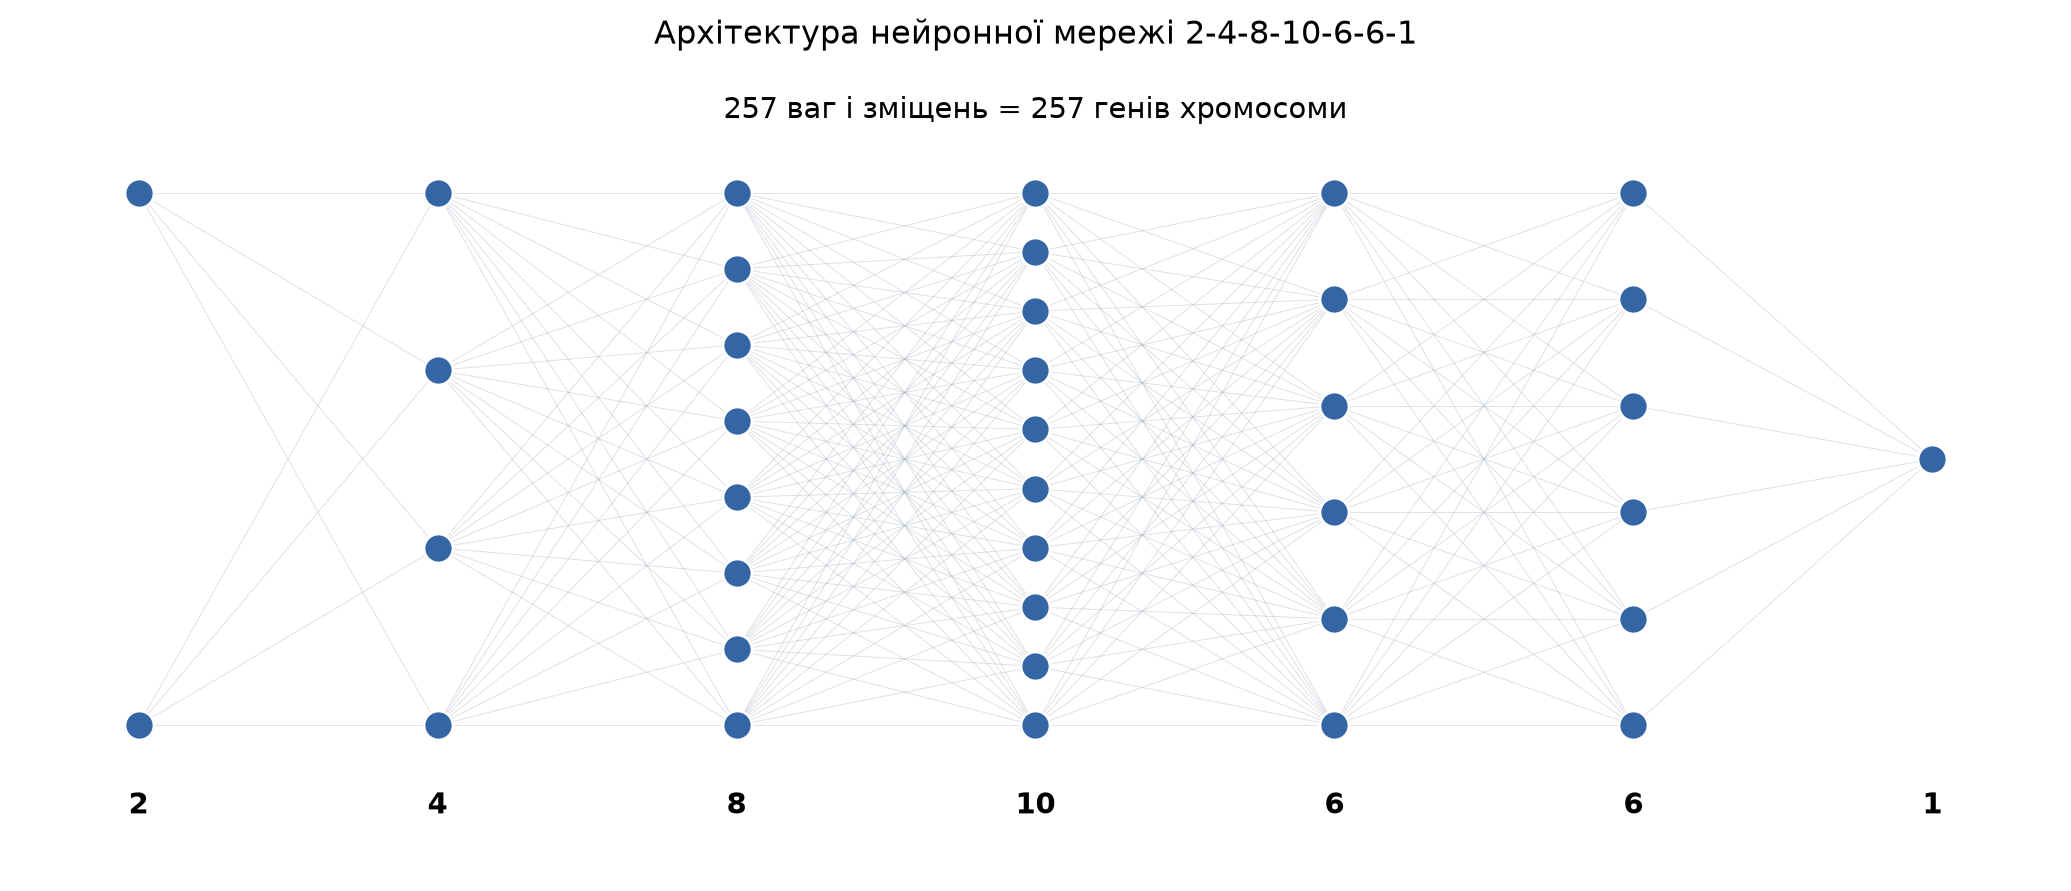 Архітектура нейронної мережі 2-4-8-10-6-6-1
257 ваг і зміщень = 257 генів хромосоми
2 4 8 10 6 6 1